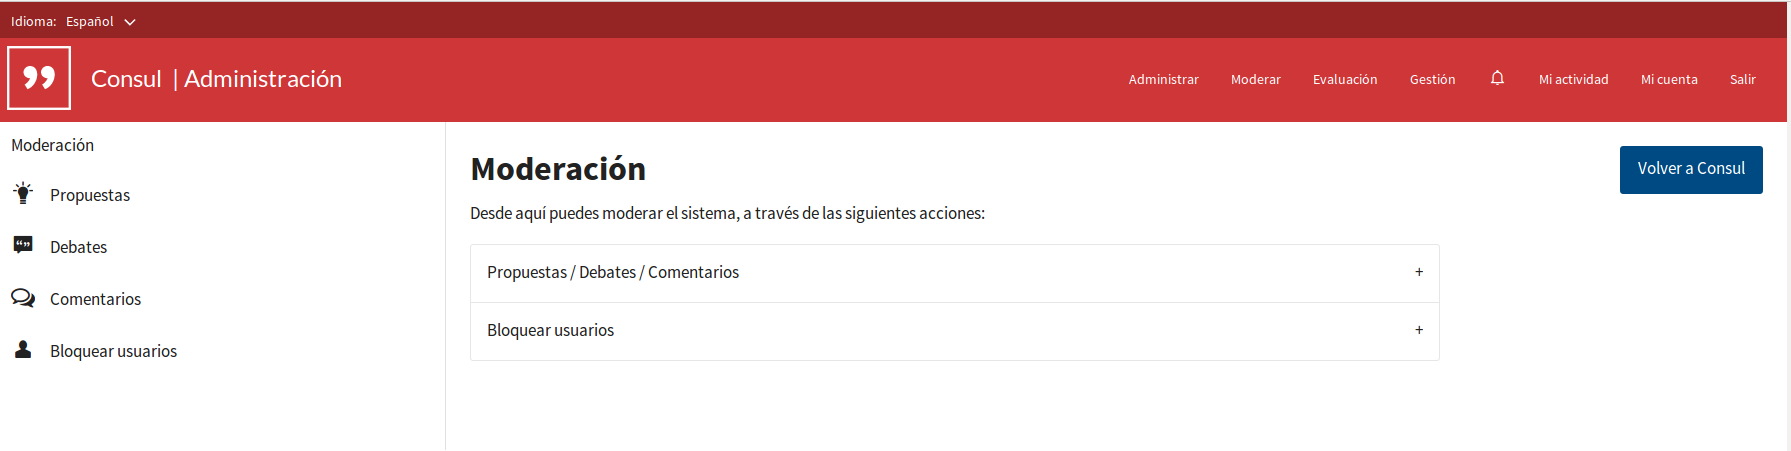 Idioma: Español
Consul | Administración
Administrar Moderar Evaluación Gestión Mi actividad Mi cuenta Salir
Moderación
Propuestas
Debates
Comentarios
Bloquear usuarios
Moderación
Volver a Consul
Desde aquí puedes moderar el sistema, a través de las siguientes acciones:
Propuestas / Debates / Comentarios +
Bloquear usuarios +